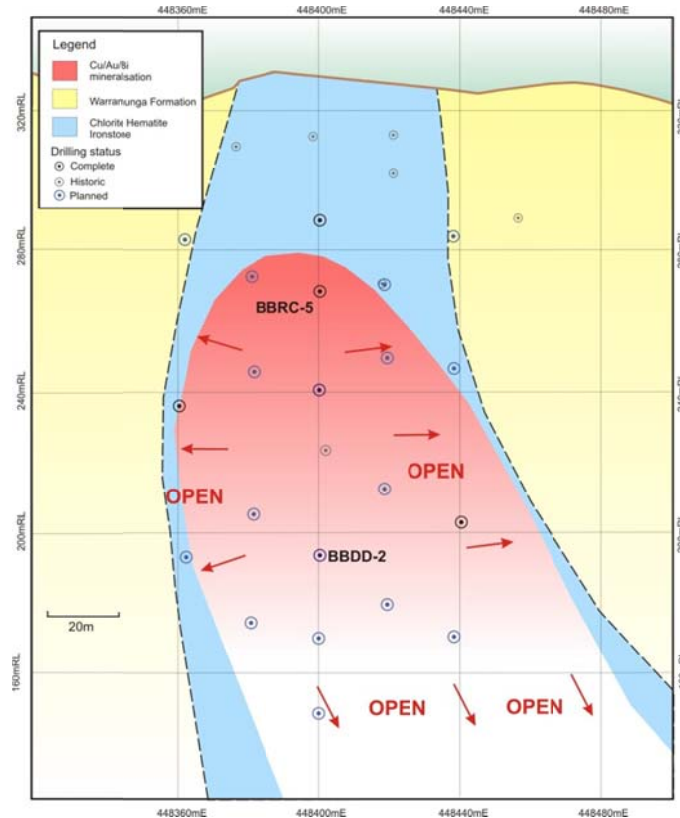 448360mE 448400mE 448440mE 448480mE
Legend
Cu/Au/Bi
mineralisation
Warranunga Formation
Chlorite Hematite
Ironstone
Drilling status
Complete
Historic
Planned
320mRL
280mRL
BBRC-5
240mRL
OPEN
OPEN
200mRL
BBDD-2
20m
160mRL
OPEN
OPEN
448360mE 448400mE 448440mE 448480mE